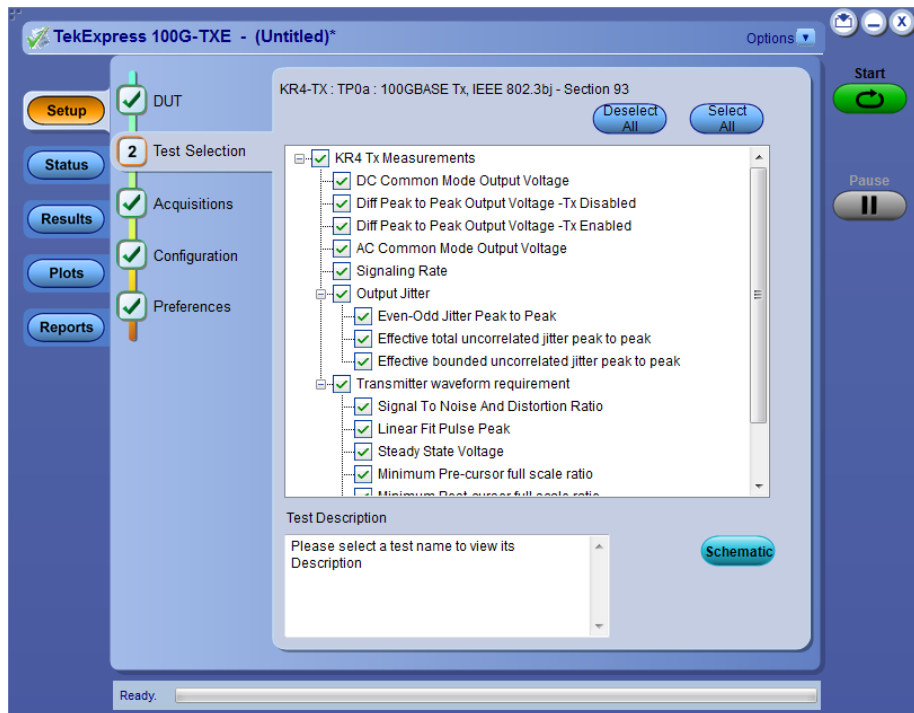 TekExpress 100G-TXE - (Untitled)*
Options
Start
Pause
Setup
Status
Results
Plots
Reports
DUT
2 Test Selection
Acquisitions
Configuration
Preferences
KR4-TX : TP0a : 100GBASE Tx, IEEE 802.3bj - Section 93
Deselect All
Select All
KR4 Tx Measurements
DC Common Mode Output Voltage
Diff Peak to Peak Output Voltage -Tx Disabled
Diff Peak to Peak Output Voltage -Tx Enabled
AC Common Mode Output Voltage
Signaling Rate
Output Jitter
Even-Odd Jitter Peak to Peak
Effective total uncorrelated jitter peak to peak
Effective bounded uncorrelated jitter peak to peak
Transmitter waveform requirement
Signal To Noise And Distortion Ratio
Linear Fit Pulse Peak
Steady State Voltage
Minimum Pre-cursor full scale ratio
Minimum Post-cursor full scale ratio
Test Description
Please select a test name to view its
Description
Schematic
Ready.